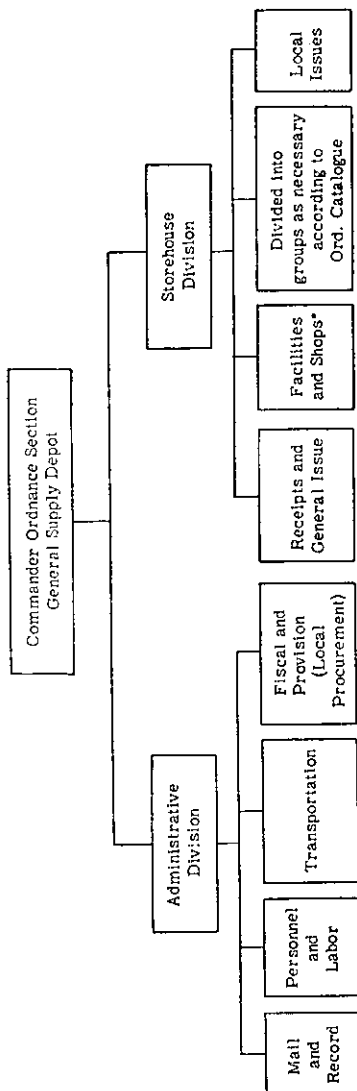 Commander Ordnance Section
General Supply Depot
Administrative
Division
Storehouse
Division
Mail
and
Record
Personnel
and
Labor
Transportation
Fiscal and
Provision
(Local
Procurement)
Receipts and
General Issue
Facilities
and Shops*
Divided into
groups as necessary
according to
Ord. Catalogue
Local
Issues